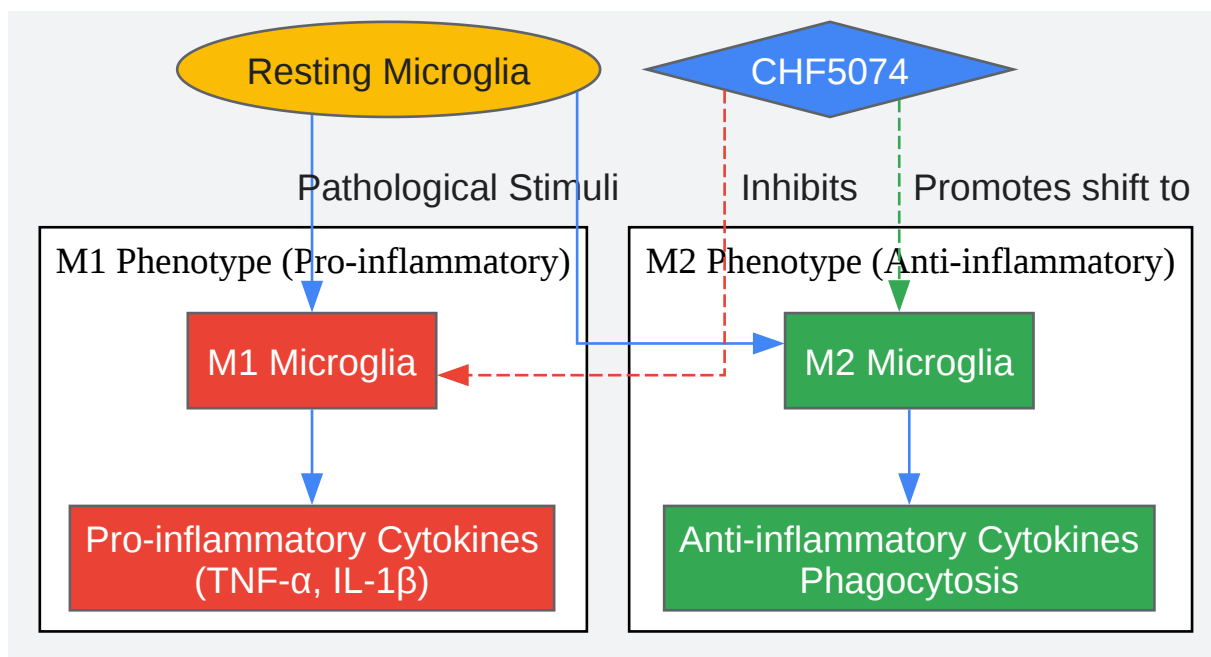 Resting Microglia
CHF5074
Pathological Stimuli
Inhibits
Promotes shift to
M1 Phenotype (Pro-inflammatory)
M2 Phenotype (Anti-inflammatory)
M1 Microglia
M2 Microglia
Pro-inflammatory Cytokines
(TNF-α, IL-1β)
Anti-inflammatory Cytokines
Phagocytosis